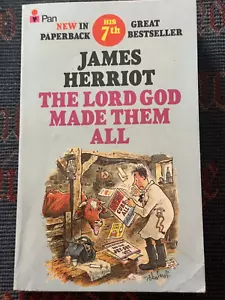 Pan
NEW IN
PAPERBACK
HIS
7th
GREAT
BESTSELLER
JAMES
HERRIOT
THE LORD GOD
MADE THEM
ALL